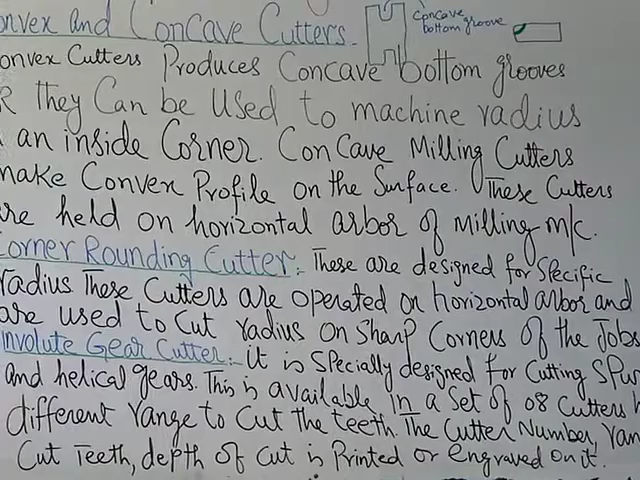 onvex and Concave Cutters.
Concave
bottom groove
onvex Cutters Produces Concave bottom grooves
R they Can be Used to machine radius
an inside Corner. Concave Milling Cutters
make Convex Profile on the Surface. These Cutters
are held on horizontal arbor of Milling m/c.
Corner Rounding Cutter:- These are designed for Specific
radius These Cutters are operated on horizontal arbor and
are used to Cut radius on Sharp Corners of the Jobs
Involute Gear Cutter:- it is Specially designed for Cutting Spur
and helical gears. This is available in a Set of 08 Cutters
different range to Cut the teeth. The Cutter Number, ran
Cut Teeth, depth of Cut is Printed or engraved on it.